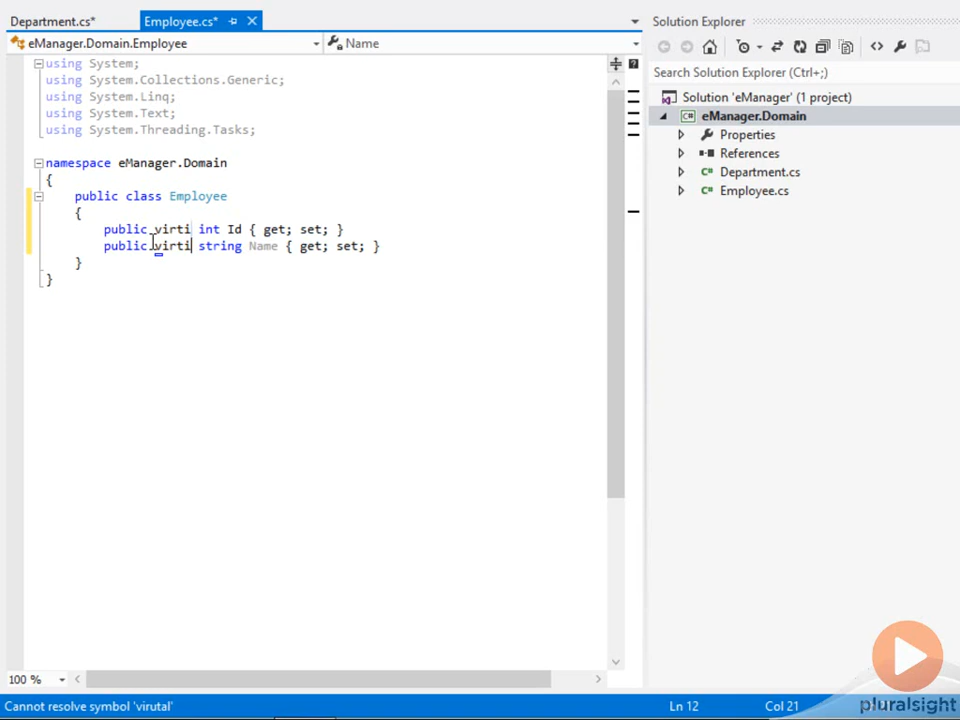 Department.cs*
Employee.cs*
Solution Explorer
eManager.Domain.Employee
Name
Search Solution Explorer (Ctrl+;)
using System;
using System.Collections.Generic;
using System.Linq;
using System.Text;
using System.Threading.Tasks;
namespace eManager.Domain
{
public class Employee
{
public virti int Id { get; set; }
public virti string Name { get; set; }
}
}
Solution 'eManager' (1 project)
C# eManager.Domain
Properties
References
C# Department.cs
C# Employee.cs
100 %
Cannot resolve symbol 'virutal'
Ln 12
Col 21
pluralsight